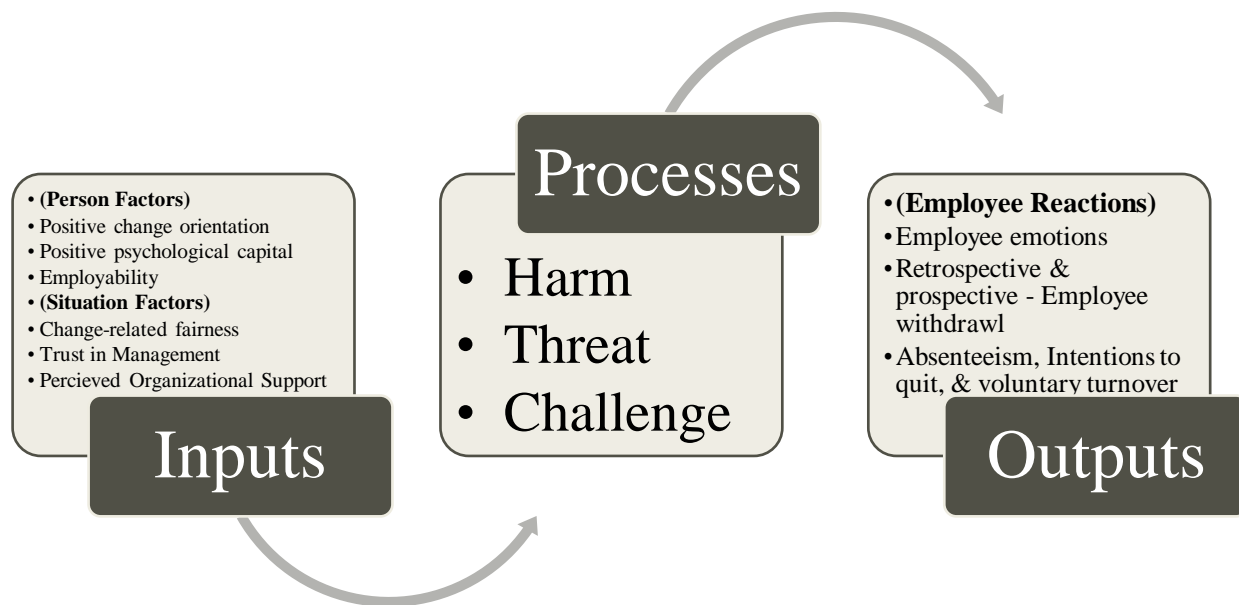 • (Person Factors)
• Positive change orientation
• Positive psychological capital
• Employability
• (Situation Factors)
• Change-related fairness
• Trust in Management
• Percieved Organizational Support
Inputs
Processes
• Harm
• Threat
• Challenge
• (Employee Reactions)
• Employee emotions
• Retrospective &
prospective - Employee
withdrawl
• Absenteeism, Intentions to
quit, & voluntary turnover
Outputs